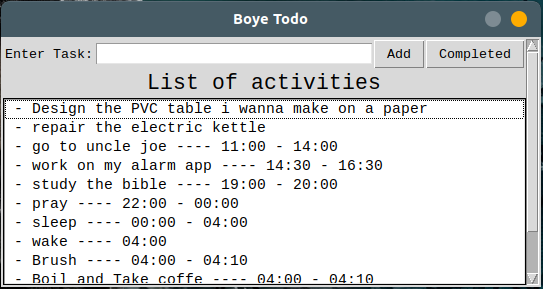 Boye Todo
Enter Task: Add Completed
List of activities
- Design the PVC table i wanna make on a paper
- repair the electric kettle
- go to uncle joe ---- 11:00 - 14:00
- work on my alarm app ---- 14:30 - 16:30
- study the bible ---- 19:00 - 20:00
- pray ---- 22:00 - 00:00
- sleep ---- 00:00 - 04:00
- wake ---- 04:00
- Brush ---- 04:00 - 04:10
- Boil and Take coffe ---- 04:00 - 04:10